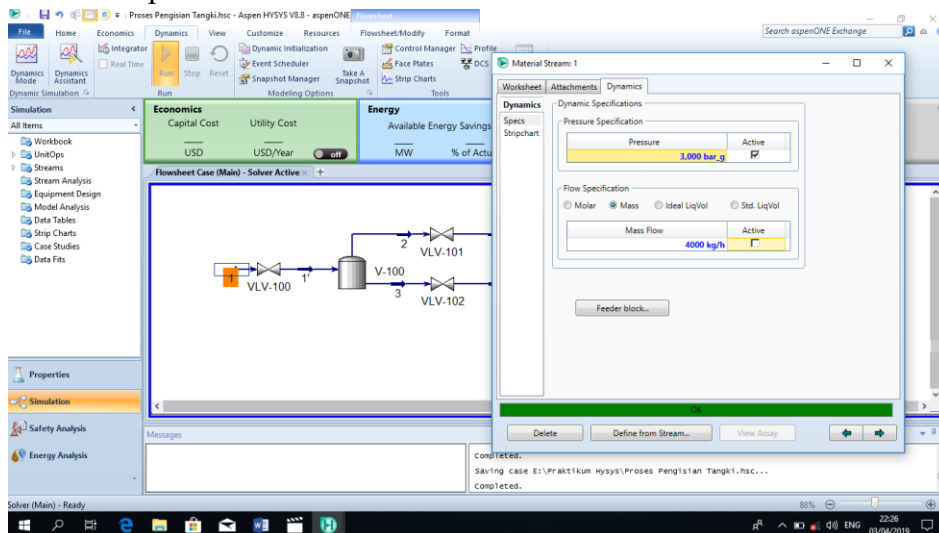 Proses Pengisian Tangki.hsc - Aspen HYSYS V8.8 - aspenONE
Flowsheet
File Home Economics Dynamics View Customize Resources Flowsheet/Modify Format
Search aspenONE Exchange
Dynamics Mode
Dynamics Assistant
Integrator
Real Time
Run Stop Reset
Dynamic Initialization
Event Scheduler
Snapshot Manager
Take A Snapshot
Control Manager
Face Plates
Strip Charts
Profile
DCS
Dynamic Simulation
Run
Modeling Options
Tools
Simulation
All Items
Workbook
UnitOps
Streams
Stream Analysis
Equipment Design
Model Analysis
Data Tables
Strip Charts
Case Studies
Data Fits
Properties
Simulation
Safety Analysis
Energy Analysis
Economics
Capital Cost Utility Cost
USD USD/Year off
Energy
Available Energy Savings
MW % of Actu
Flowsheet Case (Main) - Solver Active
1
VLV-100
1'
V-100
2
VLV-101
3
VLV-102
Material Stream: 1
Worksheet Attachments Dynamics
Dynamics
Specs
Stripchart
Dynamic Specifications
Pressure Specification
Pressure Active
3,000 bar_g
Flow Specification
Molar Mass Ideal LiqVol Std. LiqVol
Mass Flow Active
4000 kg/h
Feeder block...
OK
Delete Define from Stream... View Assay
Messages
Completed.
Saving case E:\Praktikum Hysys\Proses Pengisian Tangki.hsc...
Completed.
Solver (Main) - Ready
88%
ENG
22:26
03/04/2019